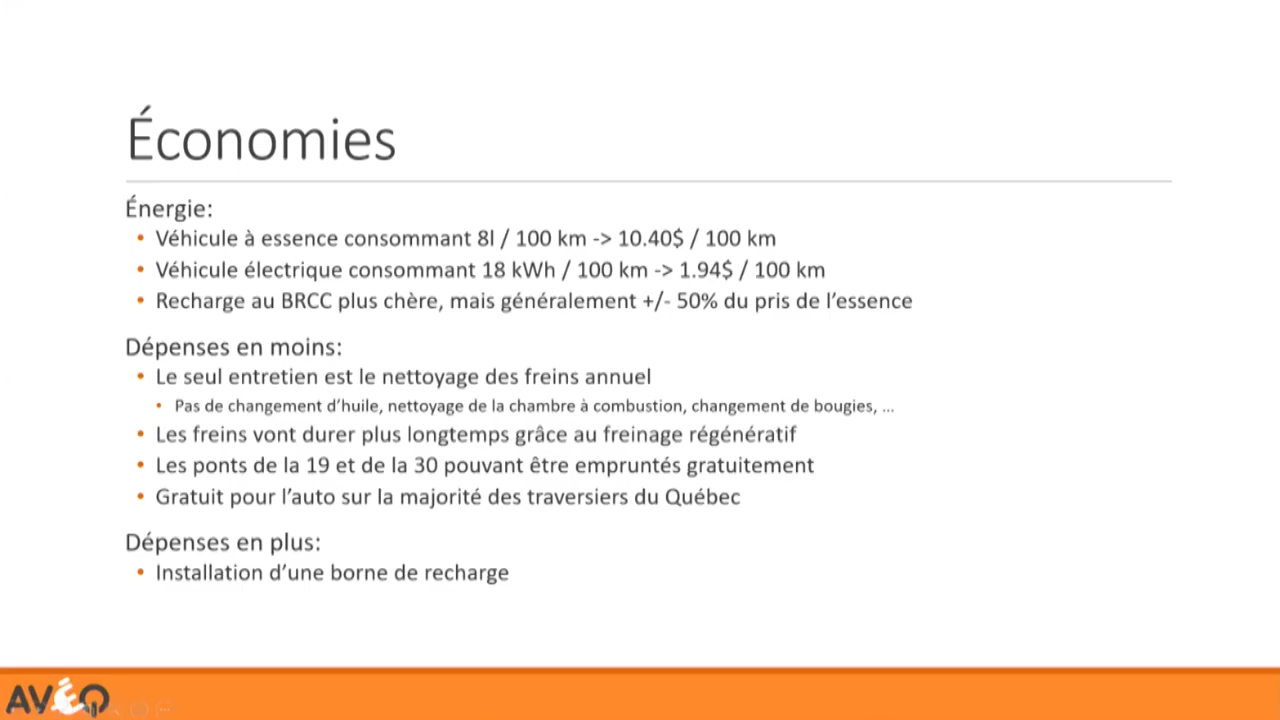 Économies
Énergie:
• Véhicule à essence consommant 8l / 100 km -> 10.40$ / 100 km
• Véhicule électrique consommant 18 kWh / 100 km -> 1.94$ / 100 km
• Recharge au BRCC plus chère, mais généralement +/- 50% du pris de l’essence
Dépenses en moins:
• Le seul entretien est le nettoyage des freins annuel
• Pas de changement d’huile, nettoyage de la chambre à combustion, changement de bougies, ...
• Les freins vont durer plus longtemps grâce au freinage régénératif
• Les ponts de la 19 et de la 30 pouvant être empruntés gratuitement
• Gratuit pour l’auto sur la majorité des traversiers du Québec
Dépenses en plus:
• Installation d’une borne de recharge
AVÉQ